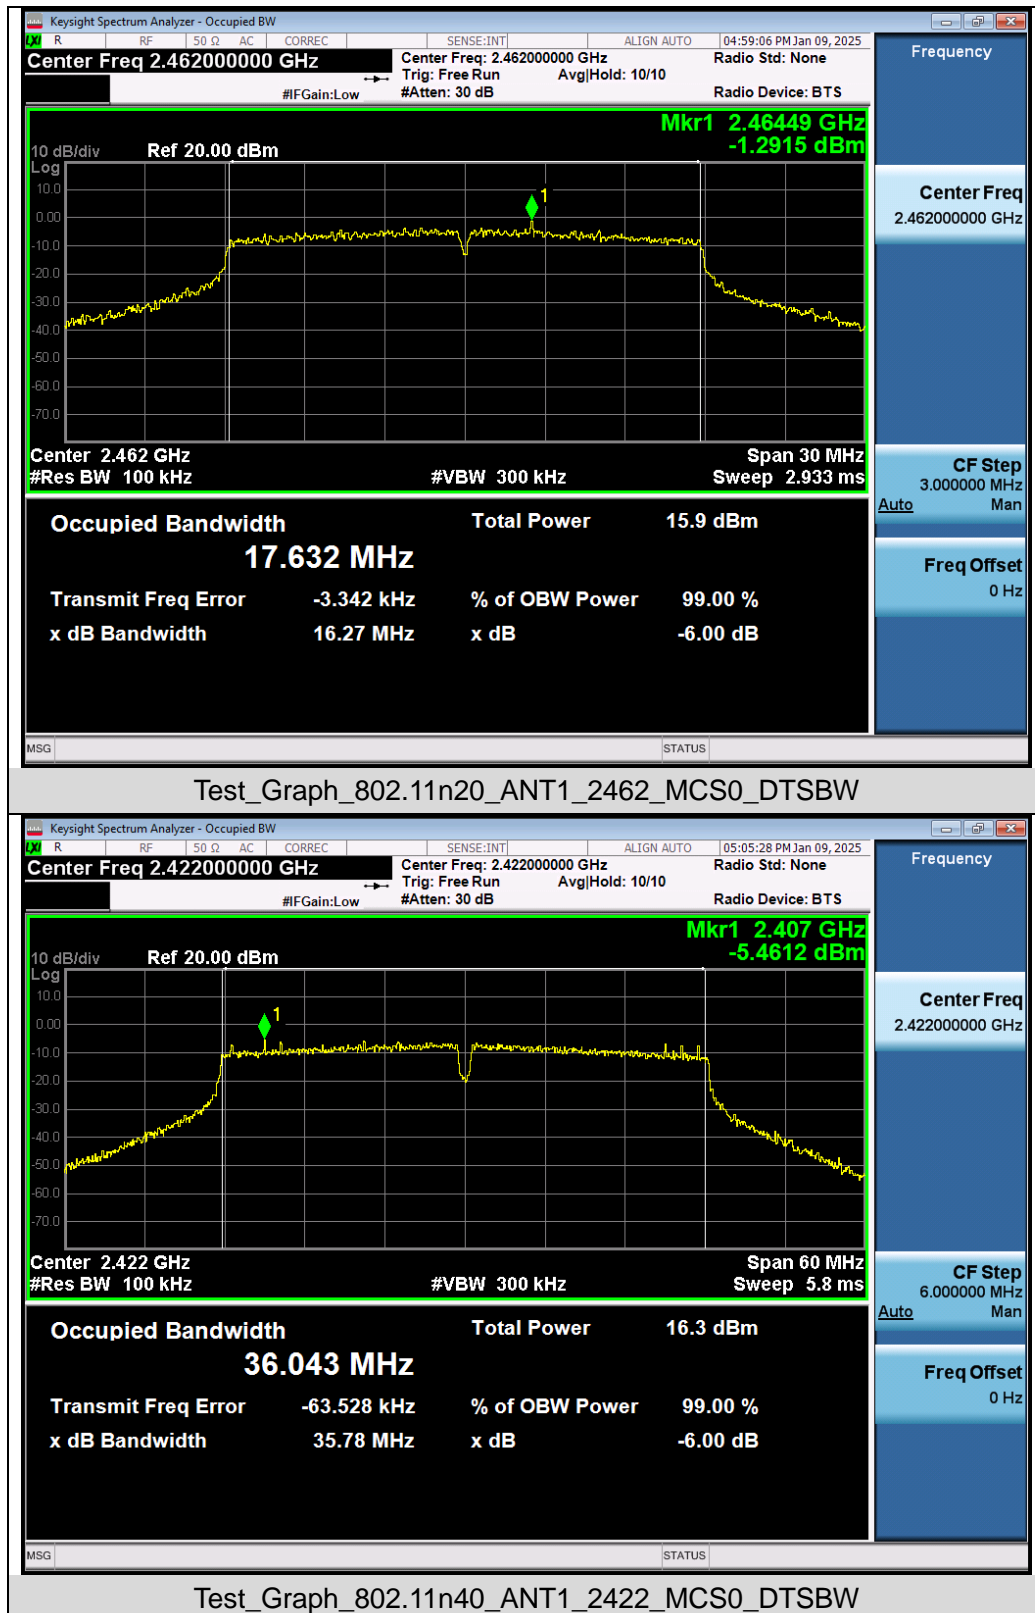 Keysight Spectrum Analyzer - Occupied BW
LXI R RF 50 Ω AC CORREC SENSE:INT ALIGN AUTO 04:59:06 PM Jan 09, 2025
Center Freq 2.462000000 GHz Center Freq: 2.462000000 GHz Radio Std: None
Trig: Free Run Avg|Hold: 10/10
#IFGain:Low #Atten: 30 dB Radio Device: BTS
Frequency
Mkr1 2.46449 GHz
10 dB/div Ref 20.00 dBm -1.2915 dBm
Log
10.0
0.00
-10.0
-20.0
-30.0
-40.0
-50.0
-60.0
-70.0
1
Center Freq
2.462000000 GHz
Center 2.462 GHz Span 30 MHz
#Res BW 100 kHz #VBW 300 kHz Sweep 2.933 ms
CF Step
3.000000 MHz
Auto Man
Occupied Bandwidth Total Power 15.9 dBm
17.632 MHz
Freq Offset
0 Hz
Transmit Freq Error -3.342 kHz % of OBW Power 99.00 %
x dB Bandwidth 16.27 MHz x dB -6.00 dB
MSG STATUS
Test_Graph_802.11n20_ANT1_2462_MCS0_DTSBW
Keysight Spectrum Analyzer - Occupied BW
LXI R RF 50 Ω AC CORREC SENSE:INT ALIGN AUTO 05:05:28 PM Jan 09, 2025
Center Freq 2.422000000 GHz Center Freq: 2.422000000 GHz Radio Std: None
Trig: Free Run Avg|Hold: 10/10
#IFGain:Low #Atten: 30 dB Radio Device: BTS
Frequency
Mkr1 2.407 GHz
10 dB/div Ref 20.00 dBm -5.4612 dBm
Log
10.0
0.00
-10.0
-20.0
-30.0
-40.0
-50.0
-60.0
-70.0
1
Center Freq
2.422000000 GHz
Center 2.422 GHz Span 60 MHz
#Res BW 100 kHz #VBW 300 kHz Sweep 5.8 ms
CF Step
6.000000 MHz
Auto Man
Occupied Bandwidth Total Power 16.3 dBm
36.043 MHz
Freq Offset
0 Hz
Transmit Freq Error -63.528 kHz % of OBW Power 99.00 %
x dB Bandwidth 35.78 MHz x dB -6.00 dB
MSG STATUS
Test_Graph_802.11n40_ANT1_2422_MCS0_DTSBW